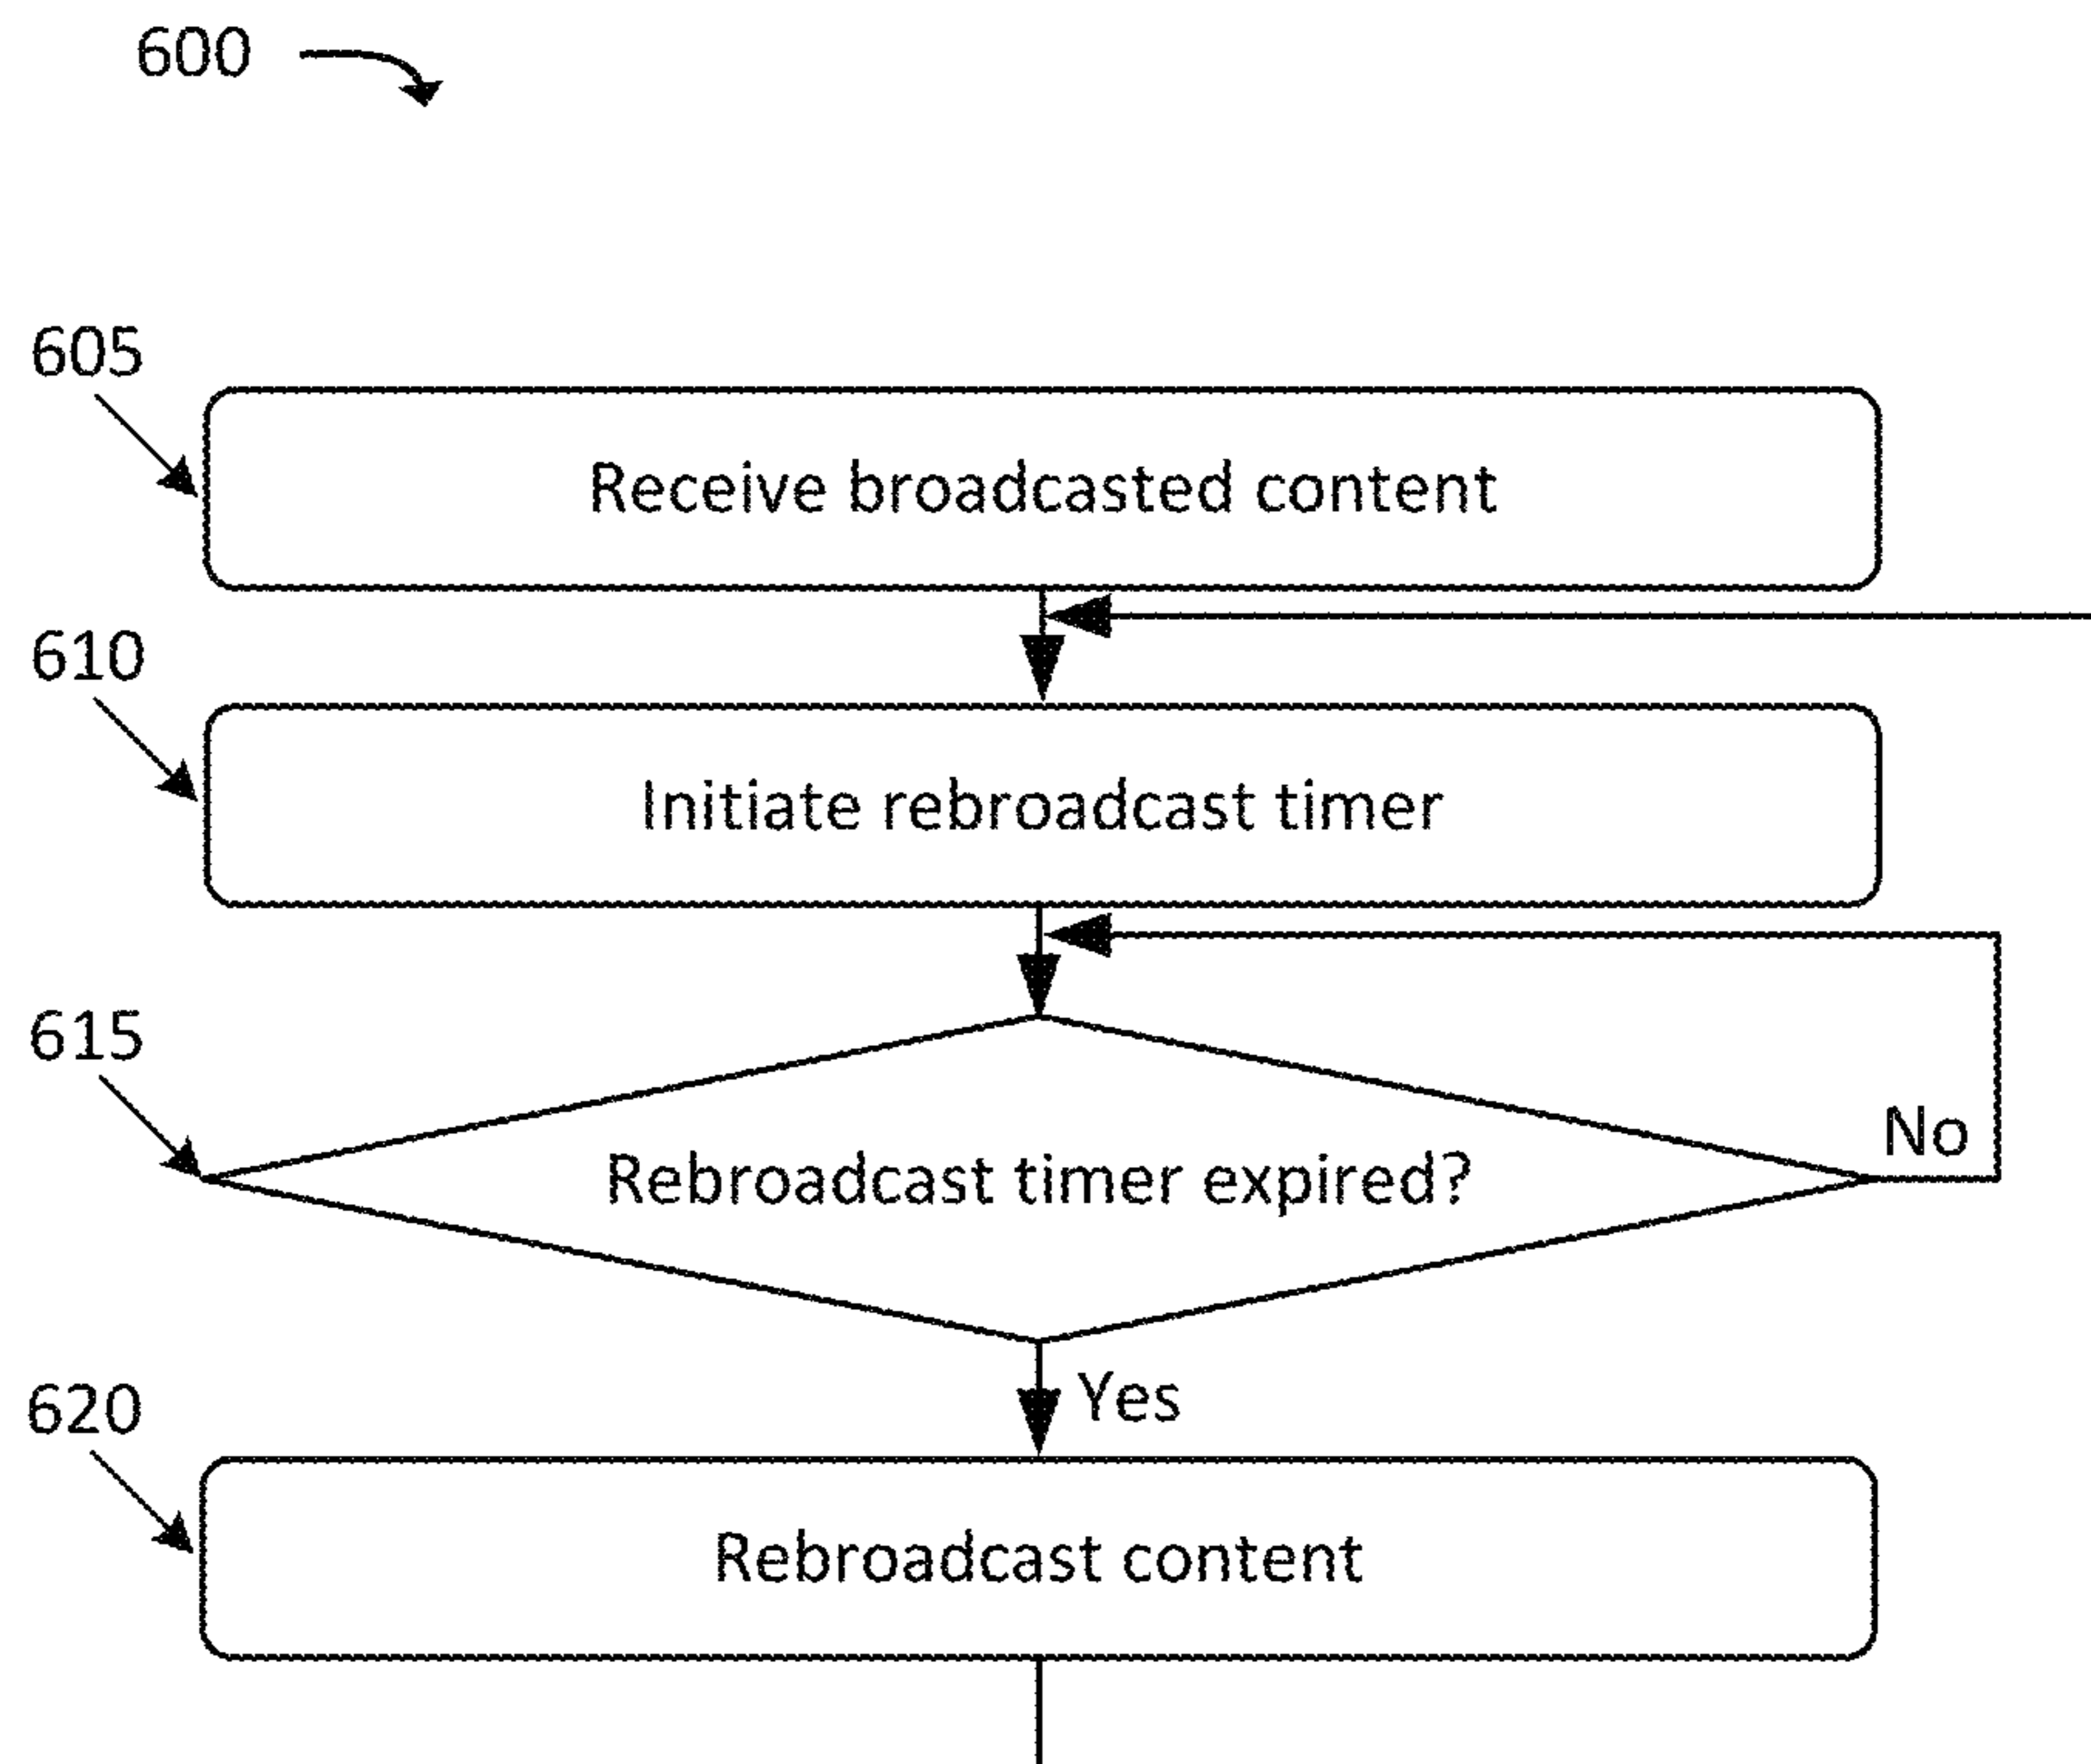 600
605
Receive broadcasted content
610
Initiate rebroadcast timer
615
No
Rebroadcast timer expired?
Yes
620
Rebroadcast content